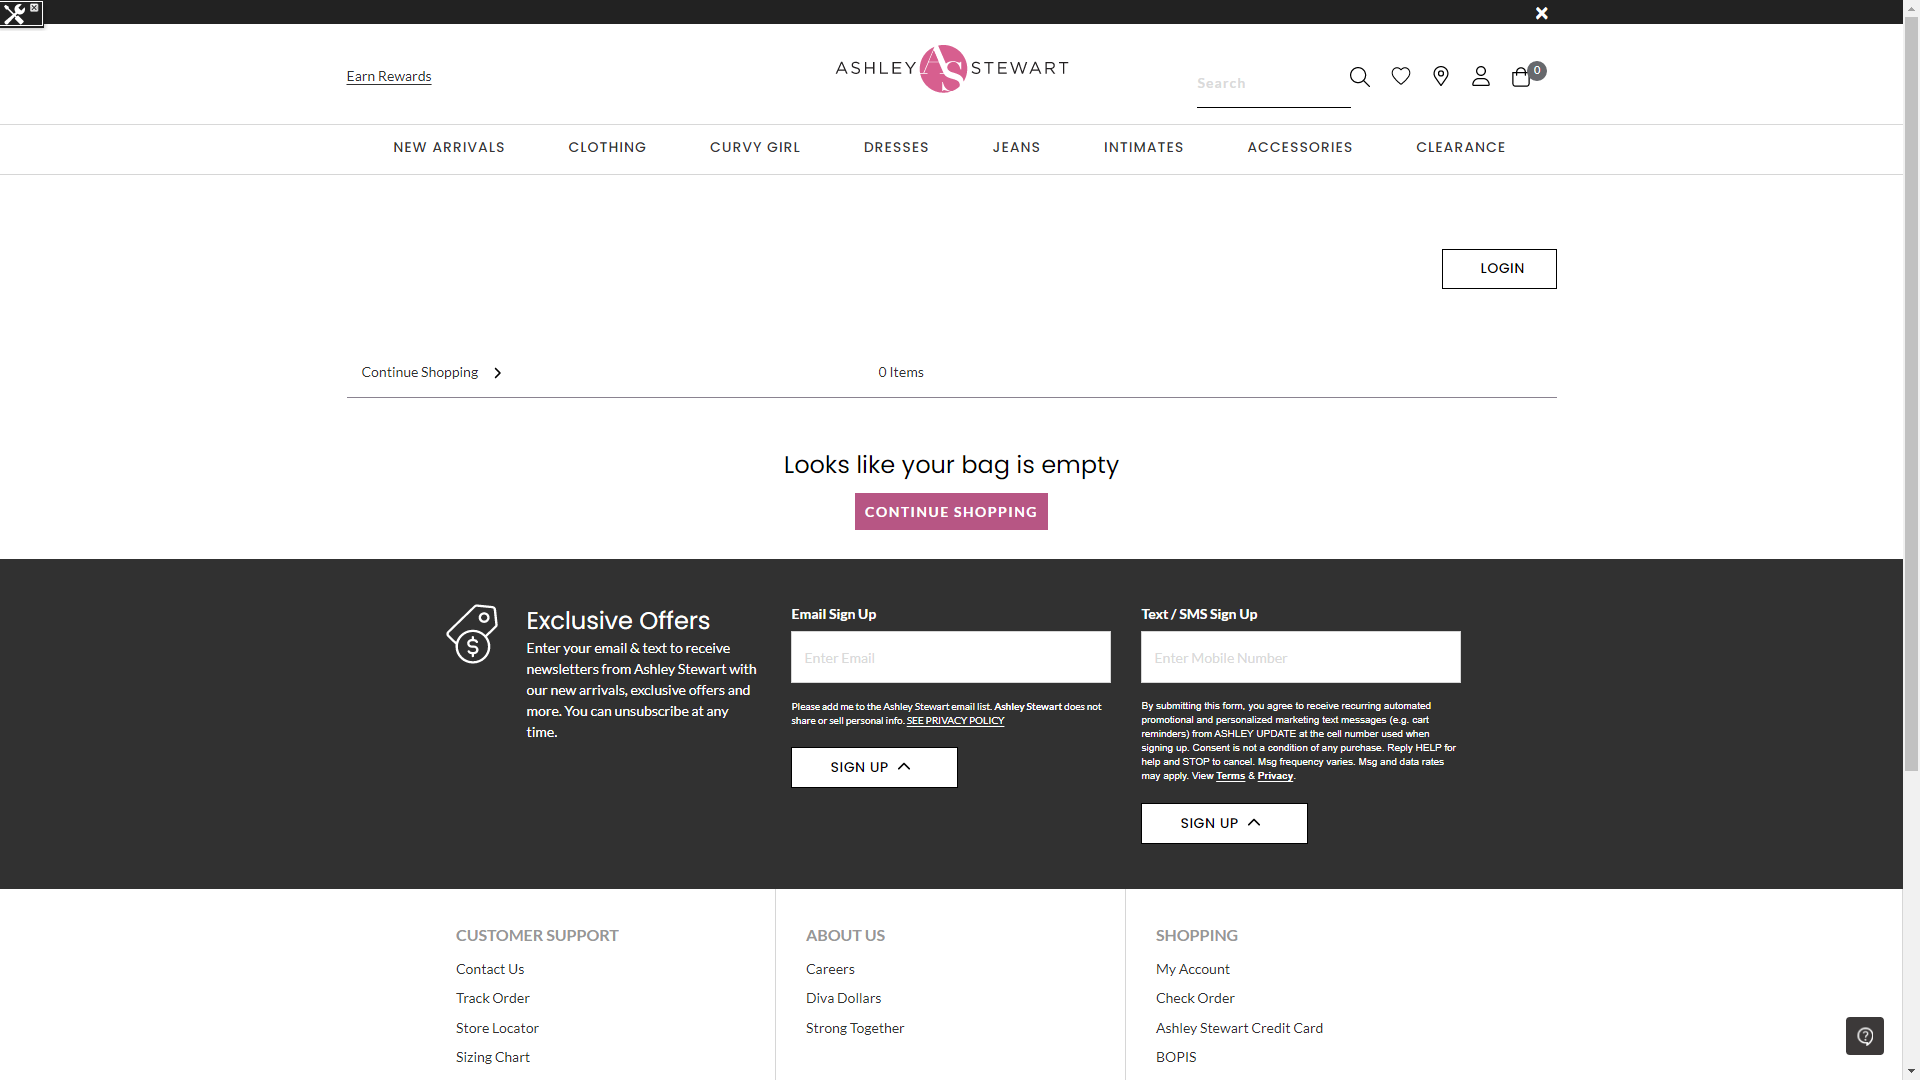 Earn Rewards
ASHLEY AS STEWART
Search
0
NEW ARRIVALS
CLOTHING
CURVY GIRL
DRESSES
JEANS
INTIMATES
ACCESSORIES
CLEARANCE
LOGIN
Continue Shopping
0 Items
Looks like your bag is empty
CONTINUE SHOPPING
Exclusive Offers
Enter your email & text to receive
newsletters from Ashley Stewart with
our new arrivals, exclusive offers and
more. You can unsubscribe at any
time.
Email Sign Up
Enter Email
Please add me to the Ashley Stewart email list. Ashley Stewart does not
share or sell personal info. SEE PRIVACY POLICY
SIGN UP
Text / SMS Sign Up
Enter Mobile Number
By submitting this form, you agree to receive recurring automated
promotional and personalized marketing text messages (e.g. cart
reminders) from ASHLEY UPDATE at the cell number used when
signing up. Consent is not a condition of any purchase. Reply HELP for
help and STOP to cancel. Msg frequency varies. Msg and data rates
may apply. View Terms & Privacy.
SIGN UP
CUSTOMER SUPPORT
Contact Us
Track Order
Store Locator
Sizing Chart
ABOUT US
Careers
Diva Dollars
Strong Together
SHOPPING
My Account
Check Order
Ashley Stewart Credit Card
BOPIS